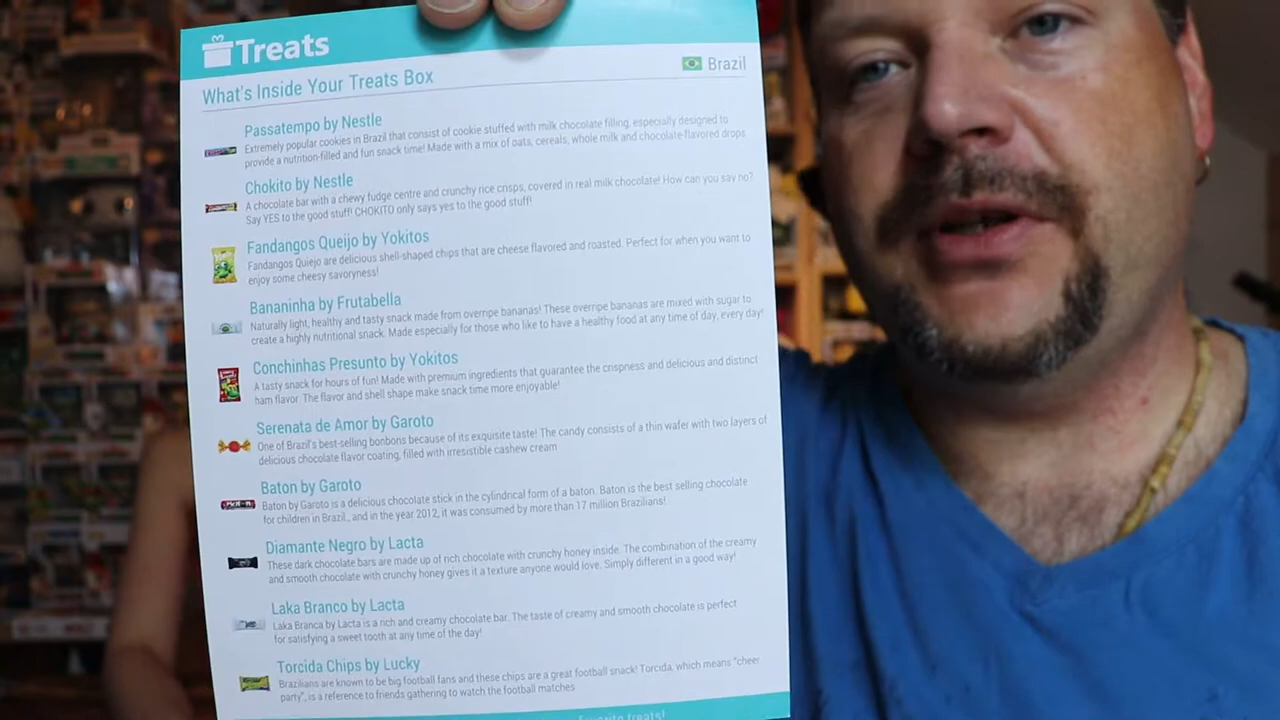 Treats
What's Inside Your Treats Box
Brazil
Passatempo by Nestle
Extremely popular cookies in Brazil that consist of cookie stuffed with milk chocolate filling, especially designed to
provide a nutrition-filled and fun snack time! Made with a mix of oats, cereals, whole milk and chocolate-flavored drops
Chokito by Nestle
A chocolate bar with a chewy fudge centre and crunchy rice crisps, covered in real milk chocolate! How can you say no?
Say YES to the good stuff! CHOKITO only says yes to the good stuff!
Fandangos Queijo by Yokitos
Fandangos Quiejo are delicious shell-shaped chips that are cheese flavored and roasted. Perfect for when you want to
enjoy some cheesy savoryness!
Bananinha by Frutabella
Naturally light, healthy and tasty snack made from overripe bananas! These overripe bananas are mixed with sugar to
create a highly nutritional snack. Made especially for those who like to have a healthy food at any time of day, every day!
Conchinhas Presunto by Yokitos
A tasty snack for hours of fun! Made with premium ingredients that guarantee the crispness and delicious and distinct
ham flavor. The flavor and shell shape make snack time more enjoyable!
Serenata de Amor by Garoto
One of Brazil's best-selling bonbons because of its exquisite taste! The candy consists of a thin wafer with two layers of
delicious chocolate flavor coating, filled with irresistible cashew cream
Baton by Garoto
Baton by Garoto is a delicious chocolate stick in the cylindrical form of a baton. Baton is the best selling chocolate
for children in Brazil, and in the year 2012, it was consumed by more than 17 million Brazilians!
Diamante Negro by Lacta
These dark chocolate bars are made up of rich chocolate with crunchy honey inside. The combination of the creamy
and smooth chocolate with crunchy honey gives it a texture anyone would love. Simply different in a good way!
Laka Branco by Lacta
Laka Branca by Lacta is a rich and creamy chocolate bar. The taste of creamy and smooth chocolate is perfect
for satisfying a sweet tooth at any time of the day!
Torcida Chips by Lucky
Brazilians are known to be big football fans and these chips are a great football snack! Torcida, which means "cheer
party", is a reference to friends gathering to watch the football matches
favorite treats!